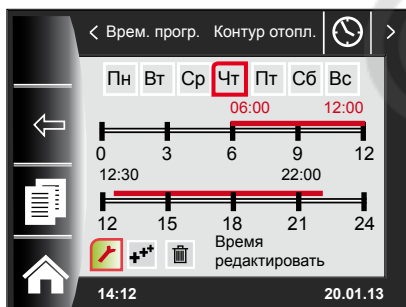 < Врем. прогр. Контур отопл. >
Пн Вт Ср Чт Пт Сб Вс
06:00 12:00
0 3 6 9 12
12:30 22:00
12 15 18 21 24
Время
редактировать
14:12 20.01.13